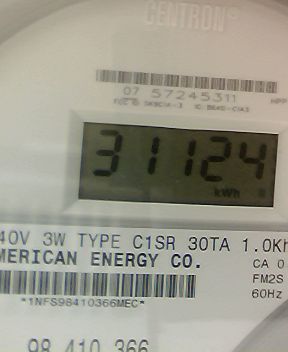 CENTRON®
07 57245311
HPP
31124
kWh
40V 3W TYPE C1SR 30TA 1.0Kh
MERICAN ENERGY CO.
CA 0
FM2S
60Hz
*1NFS98410366MEC*
98 410 366